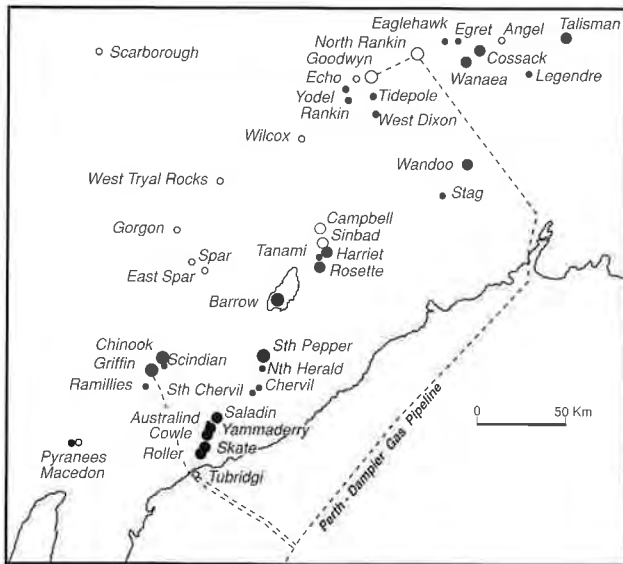 Eaglehawk
Egret
Angel
Talisman
North Rankin
Goodwyn
Cossack
Scarborough
Echo
Wanaea
Legendre
Yodel
Tidepole
Rankin
West Dixon
Wilcox
Wandoo
West Tryal Rocks
Stag
Campbell
Gorgon
Sinbad
Tanami
Harriet
Spar
East Spar
Rosette
Barrow
Chinook
Sth Pepper
Griffin
Scindian
Nth Herald
Ramillies
Sth Chervil
Chervil
Australind
Saladin
Cowle
Yammaderry
Roller
Skate
Pyranees
Macedon
Tubridgi
0 50 Km
Perth - Dampier Gas Pipeline